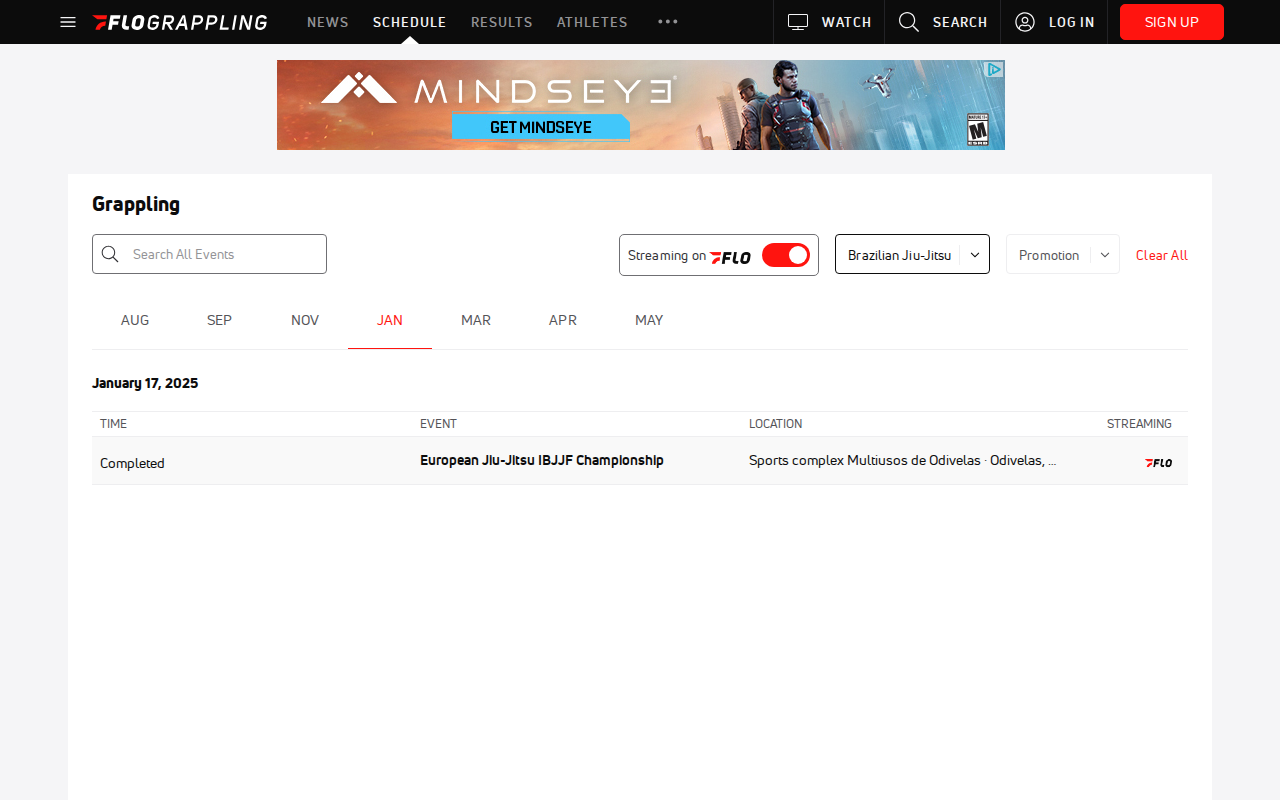 FLOGRAPPLING NEWS SCHEDULE RESULTS ATHLETES ••• WATCH SEARCH LOG IN SIGN UP
MINDSEYE
GET MINDSEYE
M
Grappling
Search All Events Streaming on FLO Brazilian Jiu-Jitsu Promotion Clear All
AUG SEP NOV JAN MAR APR MAY
January 17, 2025
TIME EVENT LOCATION STREAMING
Completed European Jiu-Jitsu IBJJF Championship Sports complex Multiusos de Odivelas · Odivelas, ... FLO